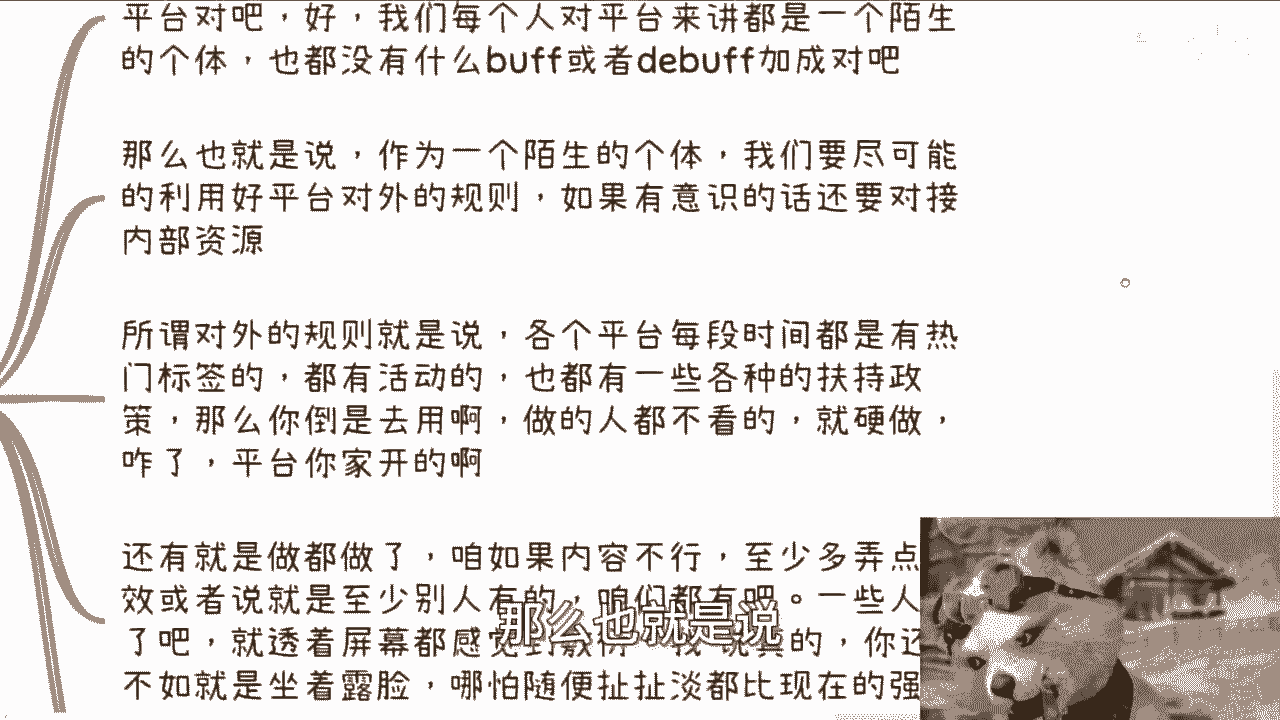 平台对吧，好，我们每个人对平台来讲都是一个陌生
的个体，也都没有什么buff或者debuff加成对吧
那么也就是说，作为一个陌生的个体，我们要尽可能
的利用好平台对外的规则，如果有意识的话还要对接
内部资源
所谓对外的规则就是说，各个平台每段时间都是有热
门标签的，都有活动的，也都有一些各种的扶持政
策，那么你倒是去用啊，做的人都不看的，就硬做，
咋了，平台你家开的啊
还有就是做都做了，咱如果内容不行，至少多弄点
效或者说就是至少别人有的，咱们都有吧。一些人
了吧，就透着屏幕都感觉到敷衍
的，你还
不如就是坐着露脸，哪怕随便扯扯淡都比现在的强
那么也就是说